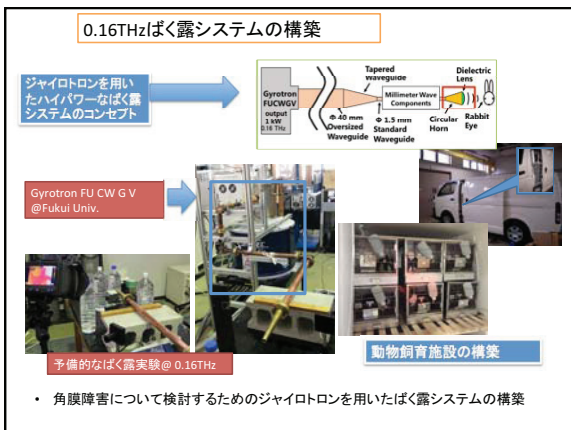 0.16THzばく露システムの構築
ジャイロトロンを用い
たハイパワーなばく露
システムのコンセプト
Gyrotron
FUCWGV
output
1 kW
0.16 THz
Tapered
waveguide
Φ 40 mm
Oversized
Waveguide
Φ 1.5 mm
Standard
Waveguide
Millimeter Wave
Components
Dielectric
Lens
Circular
Horn
Rabbit
Eye
Gyrotron FU CW G V
@Fukui Univ.
予備的なばく露実験@ 0.16THz
動物飼育施設の構築
• 角膜障害について検討するためのジャイロトロンを用いたばく露システムの構築